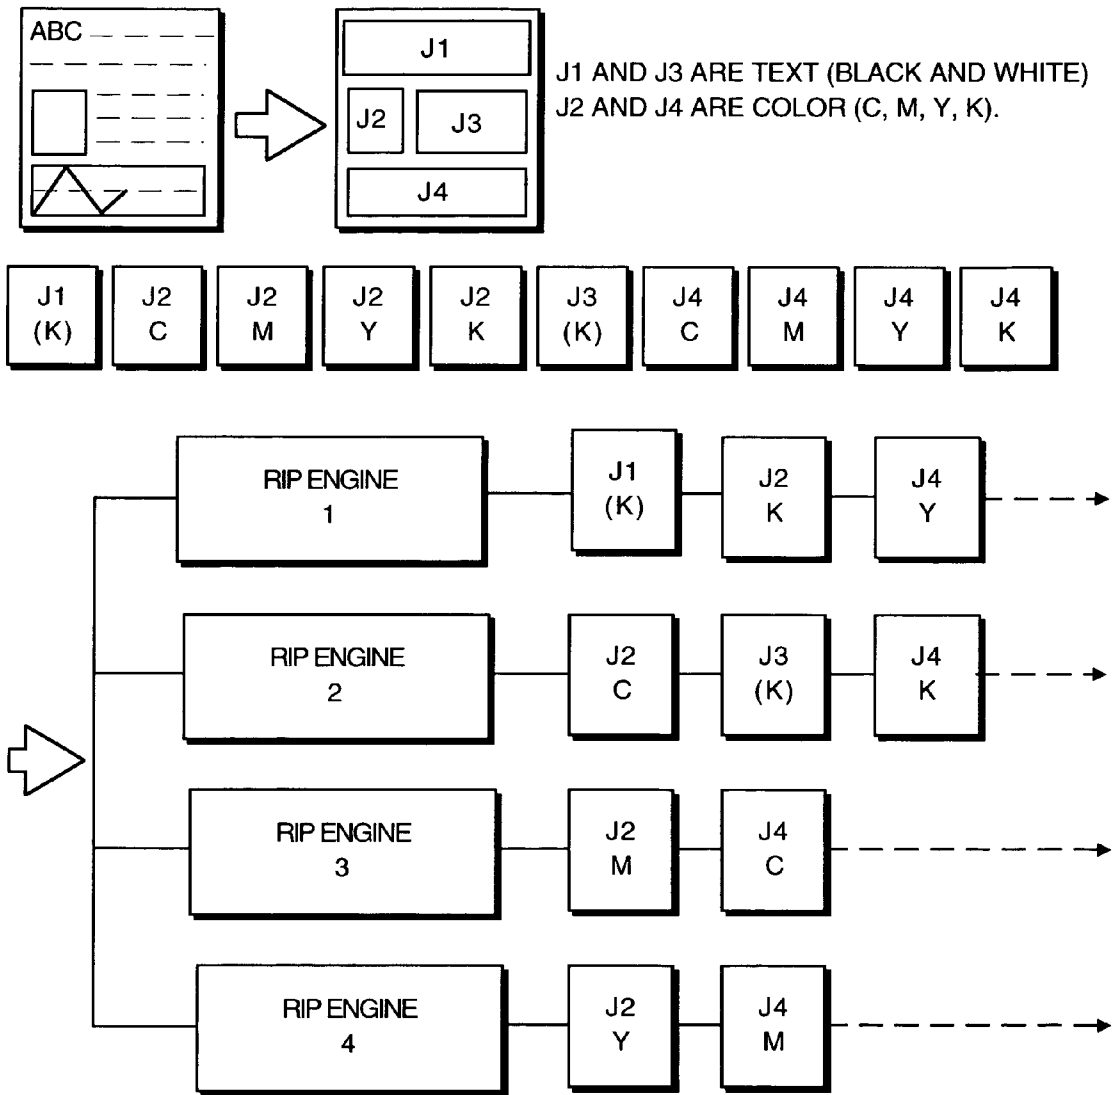 ABC
J1
J2
J3
J4
J1 AND J3 ARE TEXT (BLACK AND WHITE)
J2 AND J4 ARE COLOR (C, M, Y, K).
J1
(K)
J2
C
J2
M
J2
Y
J2
K
J3
(K)
J4
C
J4
M
J4
Y
J4
K
RIP ENGINE
1
J1
(K)
J2
K
J4
Y
RIP ENGINE
2
J2
C
J3
(K)
J4
K
RIP ENGINE
3
J2
M
J4
C
RIP ENGINE
4
J2
Y
J4
M